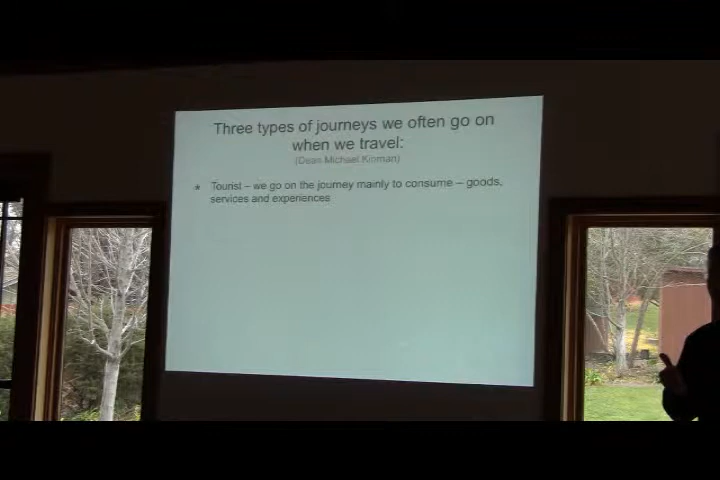 Three types of journeys we often go on
when we travel:
(Dean Michael Kinman)
* Tourist – we go on the journey mainly to consume – goods,
services and experiences